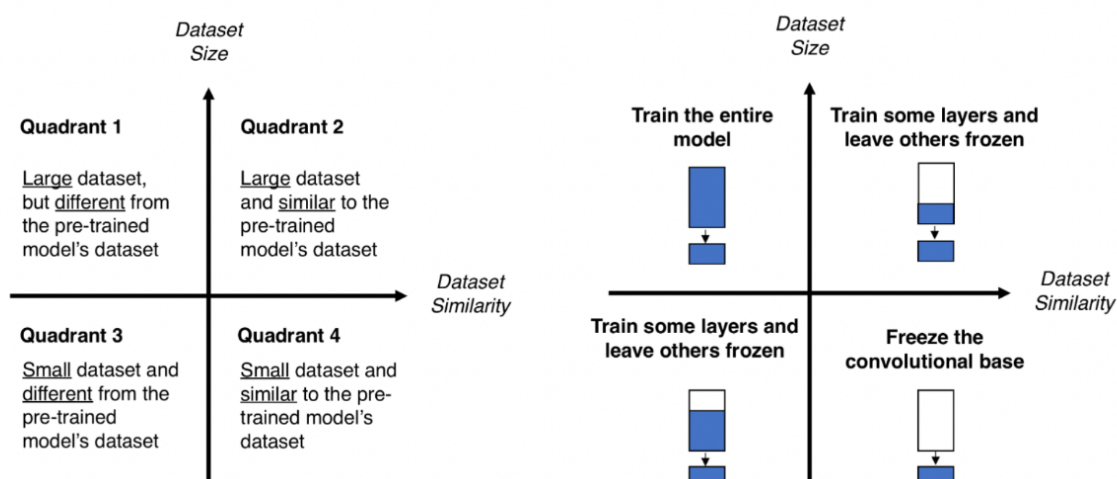 Dataset
Size
Quadrant 1
Large dataset,
but different from
the pre-trained
model's dataset
Quadrant 2
Large dataset
and similar to the
pre-trained
model's dataset
Dataset
Similarity
Quadrant 3
Small dataset and
different from the
pre-trained
model's dataset
Quadrant 4
Small dataset and
similar to the pre-
trained model's
dataset
Dataset
Size
Train the entire
model
Train some layers and
leave others frozen
Dataset
Similarity
Train some layers and
leave others frozen
Freeze the
convolutional base